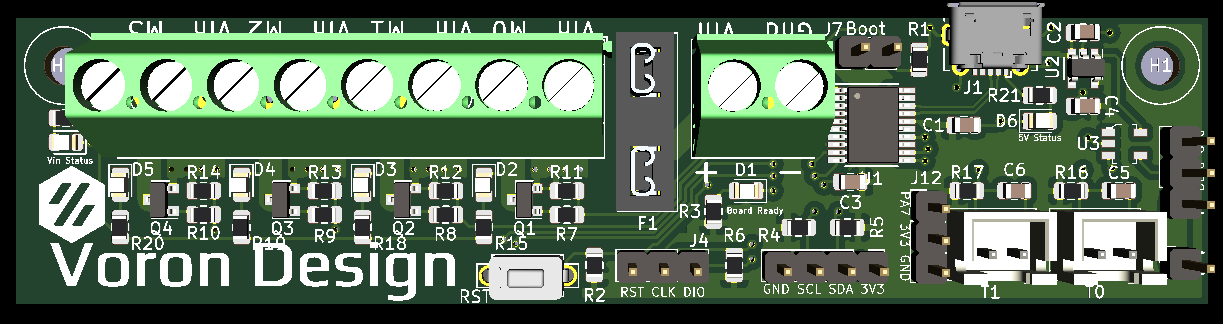 J7 Boot R1 C2
H H1
U2
J1
R21 C4
C1 D6
5V Status
U3
Vin Status
D5 R14 D4 R13 D3 R12 D2 R11 + D1 - U1 J12 R17 C6 R16 C5
Board Ready C3
R3 PA7 3V3 GND
Q4 R10 Q3 R9 Q2 R8 Q1 R7 F1 R4 R5
R20 R19 R18 R15 J4 R6
Voron Design
RST R2 RST CLK DIO GND SCL SDA 3V3 T1 T0